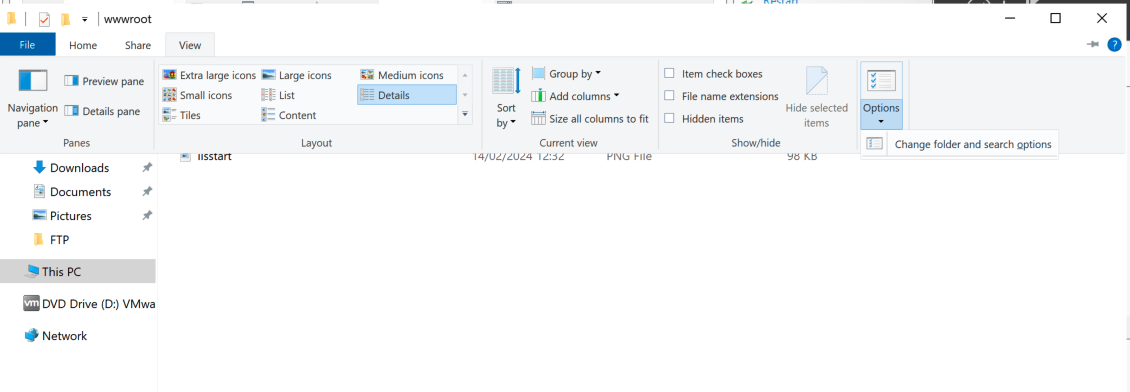 Restart
wwwroot
File Home Share View
Navigation pane
Preview pane
Details pane
Panes
Extra large icons Large icons Medium icons
Small icons List Details
Tiles Content
Layout
Sort by
Group by
Add columns
Size all columns to fit
Current view
Item check boxes
File name extensions
Hidden items
Hide selected items
Show/hide
Options
Change folder and search options
iisstart 14/02/2024 12:32 PNG File 98 KB
Downloads
Documents
Pictures
FTP
This PC
vm DVD Drive (D:) VMwa
Network